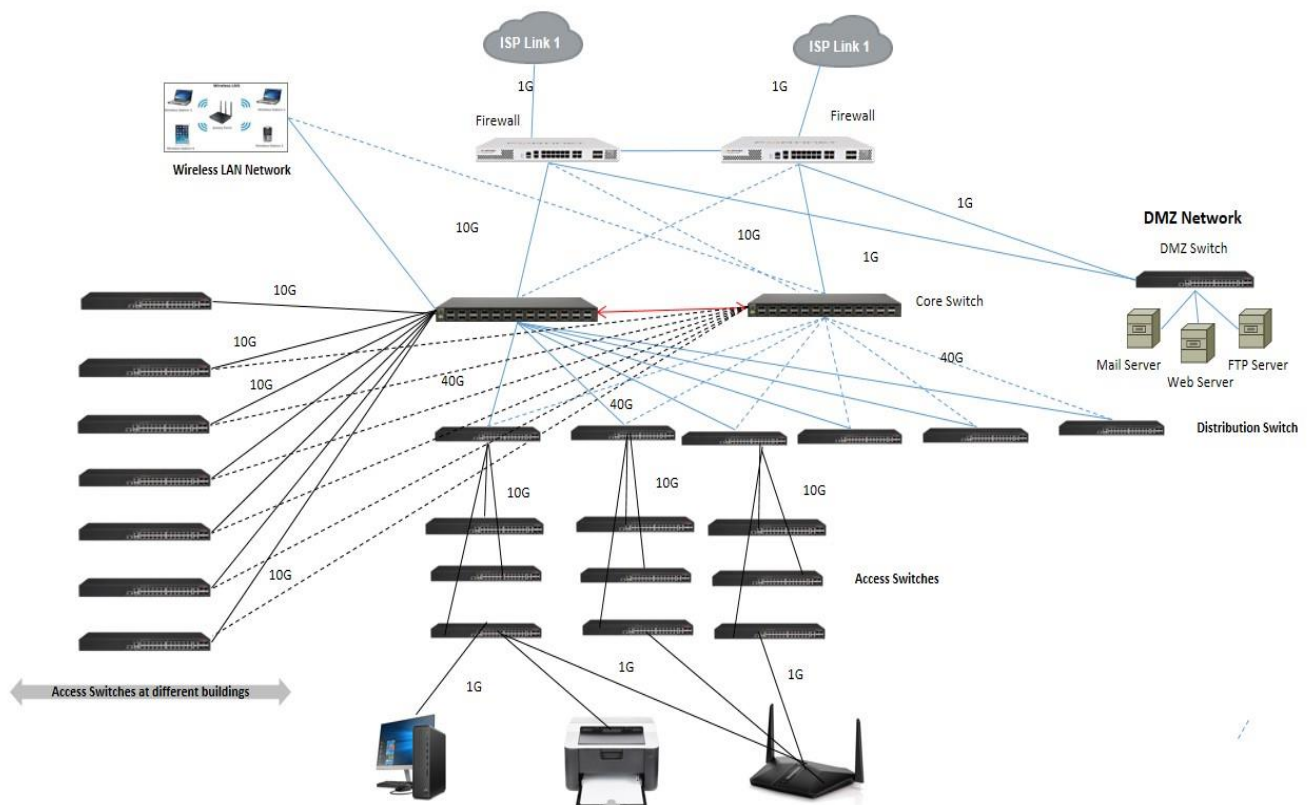 ISP Link 1
ISP Link 1
1G
1G
Firewall
Firewall
Wireless LAN
Wireless LAN Network
1G
10G
10G
1G
DMZ Network
DMZ Switch
Core Switch
10G
10G
10G
40G
40G
40G
Mail Server
Web Server
FTP Server
Distribution Switch
10G
10G
10G
10G
Access Switches
1G
1G
1G
Access Switches at different buildings